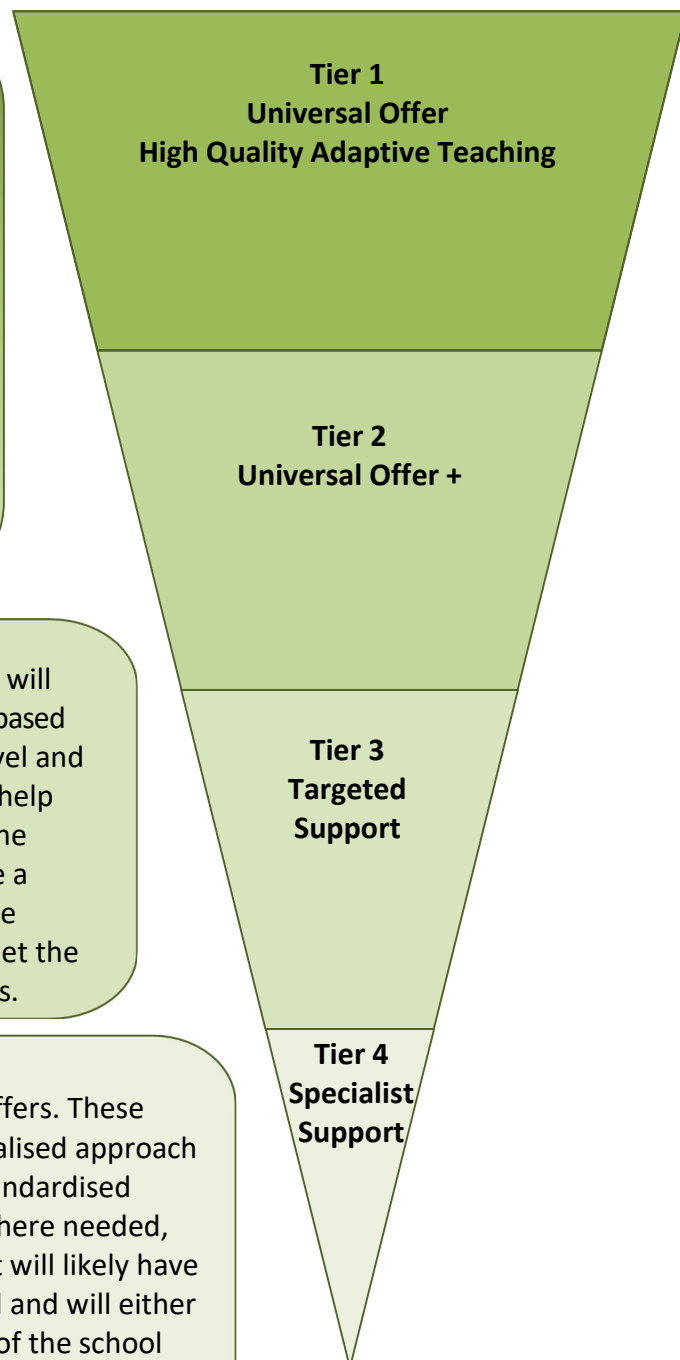 Tier 1
Universal Offer
High Quality Adaptive Teaching
Tier 2
Universal Offer +
will
based
vel and
help
ne
e a
e
et the
s.
Tier 3
Targeted
Support
ffers. These
alised approach
andardised
here needed,
t will likely have
d and will either
of the school
Tier 4
Specialist
Support